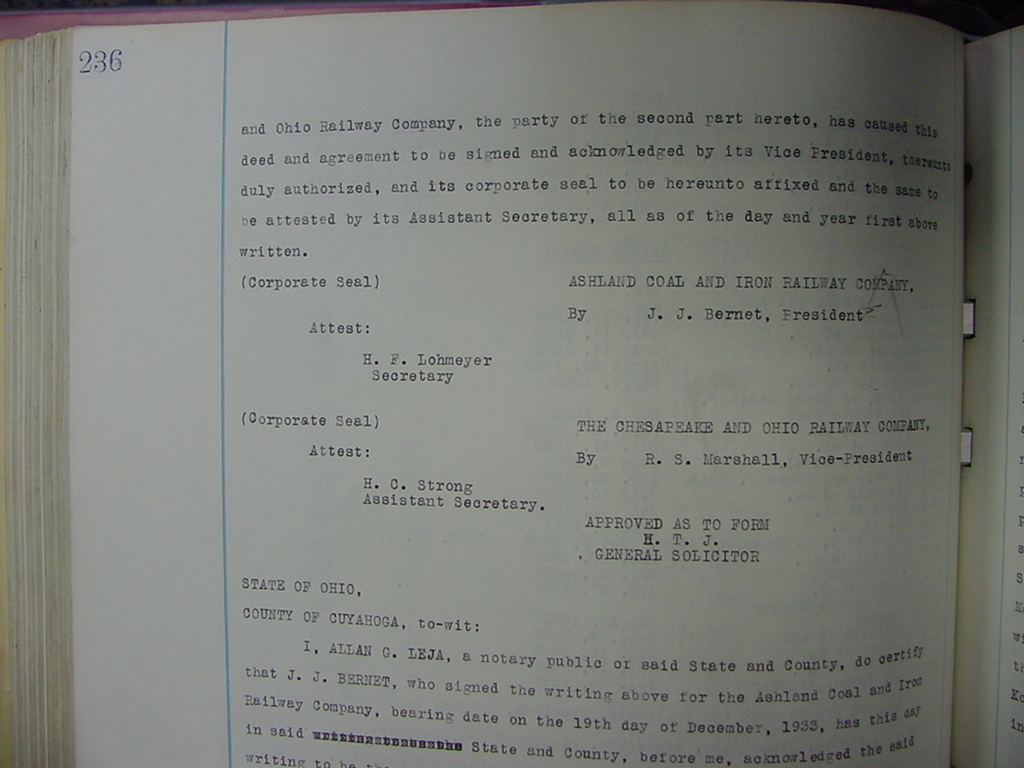 236
and Ohio Railway Company, the party of the second part hereto, has caused this
deed and agreement to be signed and acknowledged by its Vice President, thereunto
duly authorized, and its corporate seal to be hereunto affixed and the same to
be attested by its Assistant Secretary, all as of the day and year first above
written.
(Corporate Seal) ASHLAND COAL AND IRON RAILWAY COMPANY,
By J. J. Bernet, President
Attest:
H. F. Lohmeyer
Secretary
(Corporate Seal) THE CHESAPEAKE AND OHIO RAILWAY COMPANY,
Attest:
By R. S. Marshall, Vice-President
H. C. Strong
Assistant Secretary.
APPROVED AS TO FORM
H. T. J.
GENERAL SOLICITOR
STATE OF OHIO,
COUNTY OF CUYAHOGA, to-wit:
I, ALLAN G. LEJA, a notary public of said State and County, do certify
that J. J. BERNET, who signed the writing above for the Ashland Coal and Iron
Railway Company, bearing date on the 19th day of December, 1933, has this day
in said State and County, before me, acknowledged the said
writing to be